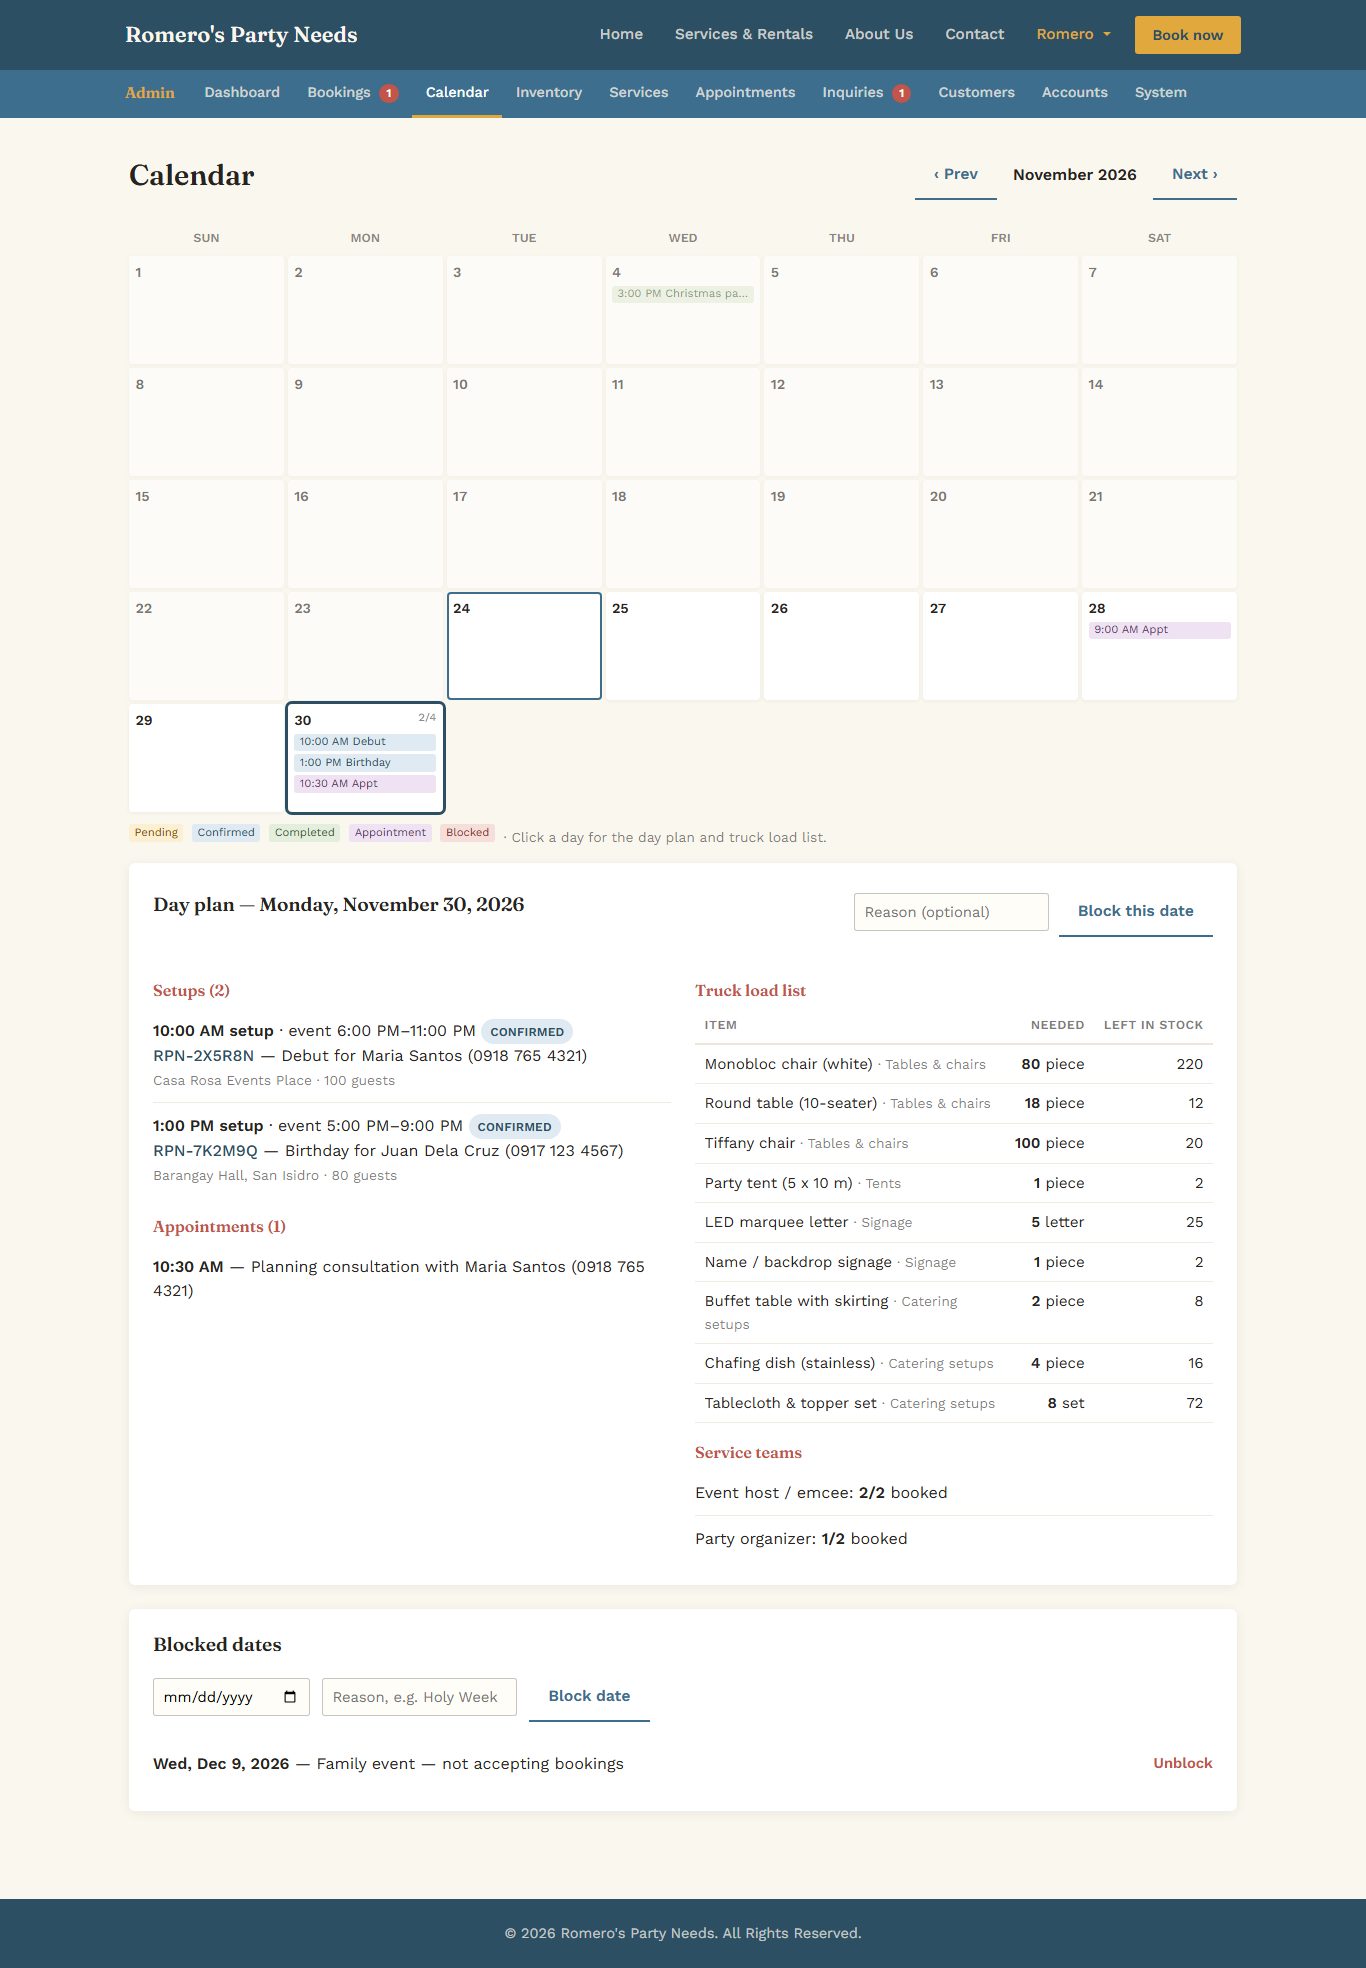 Romero's Party Needs
Home Services & Rentals About Us Contact Romero Book now
Admin Dashboard Bookings 1 Calendar Inventory Services Appointments Inquiries 1 Customers Accounts System
Calendar
‹ Prev November 2026 Next ›
SUN MON TUE WED THU FRI SAT
1 2 3 4 5 6 7
3:00 PM Christmas pa...
8 9 10 11 12 13 14
15 16 17 18 19 20 21
22 23 24 25 26 27 28
9:00 AM Appt
29 30 2/4
10:00 AM Debut
1:00 PM Birthday
10:30 AM Appt
Pending Confirmed Completed Appointment Blocked · Click a day for the day plan and truck load list.
Day plan — Monday, November 30, 2026
Reason (optional) Block this date
Setups (2)
10:00 AM setup · event 6:00 PM–11:00 PM CONFIRMED
RPN-2X5R8N — Debut for Maria Santos (0918 765 4321)
Casa Rosa Events Place · 100 guests
1:00 PM setup · event 5:00 PM–9:00 PM CONFIRMED
RPN-7K2M9Q — Birthday for Juan Dela Cruz (0917 123 4567)
Barangay Hall, San Isidro · 80 guests
Appointments (1)
10:30 AM — Planning consultation with Maria Santos (0918 765
4321)
Truck load list
ITEM NEEDED LEFT IN STOCK
Monobloc chair (white) · Tables & chairs 80 piece 220
Round table (10-seater) · Tables & chairs 18 piece 12
Tiffany chair · Tables & chairs 100 piece 20
Party tent (5 x 10 m) · Tents 1 piece 2
LED marquee letter · Signage 5 letter 25
Name / backdrop signage · Signage 1 piece 2
Buffet table with skirting · Catering 2 piece 8
setups
Chafing dish (stainless) · Catering setups 4 piece 16
Tablecloth & topper set · Catering setups 8 set 72
Service teams
Event host / emcee: 2/2 booked
Party organizer: 1/2 booked
Blocked dates
mm/dd/yyyy Reason, e.g. Holy Week Block date
Wed, Dec 9, 2026 — Family event — not accepting bookings Unblock
© 2026 Romero's Party Needs. All Rights Reserved.